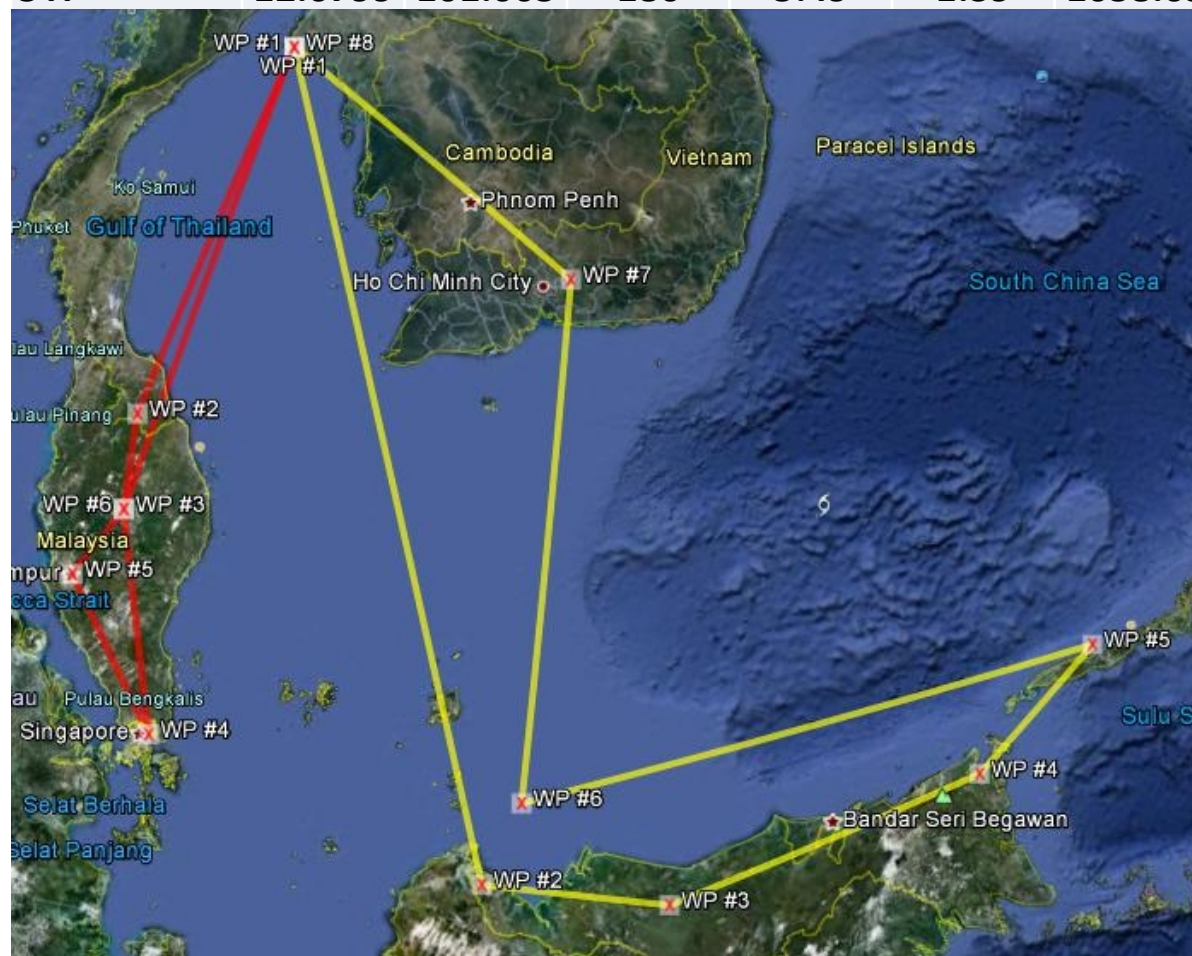 WP #1 WP #8
WP #1
Cambodia
Vietnam
Paracel Islands
Ko Samui
Phnom Penh
Phuket
Gulf of Thailand
Ho Chi Minh City
WP #7
South China Sea
lau Langkawi
ulau Pinang
WP #2
WP #6 WP #3
Malaysia
mpur
WP #5
cca Strait
WP #5
au
Pulau Bengkalis
Singapore
WP #4
Sulu S
WP #4
Selat Berhala
WP #6
Bandar Seri Begawan
Selat Panjang
WP #2
WP #3